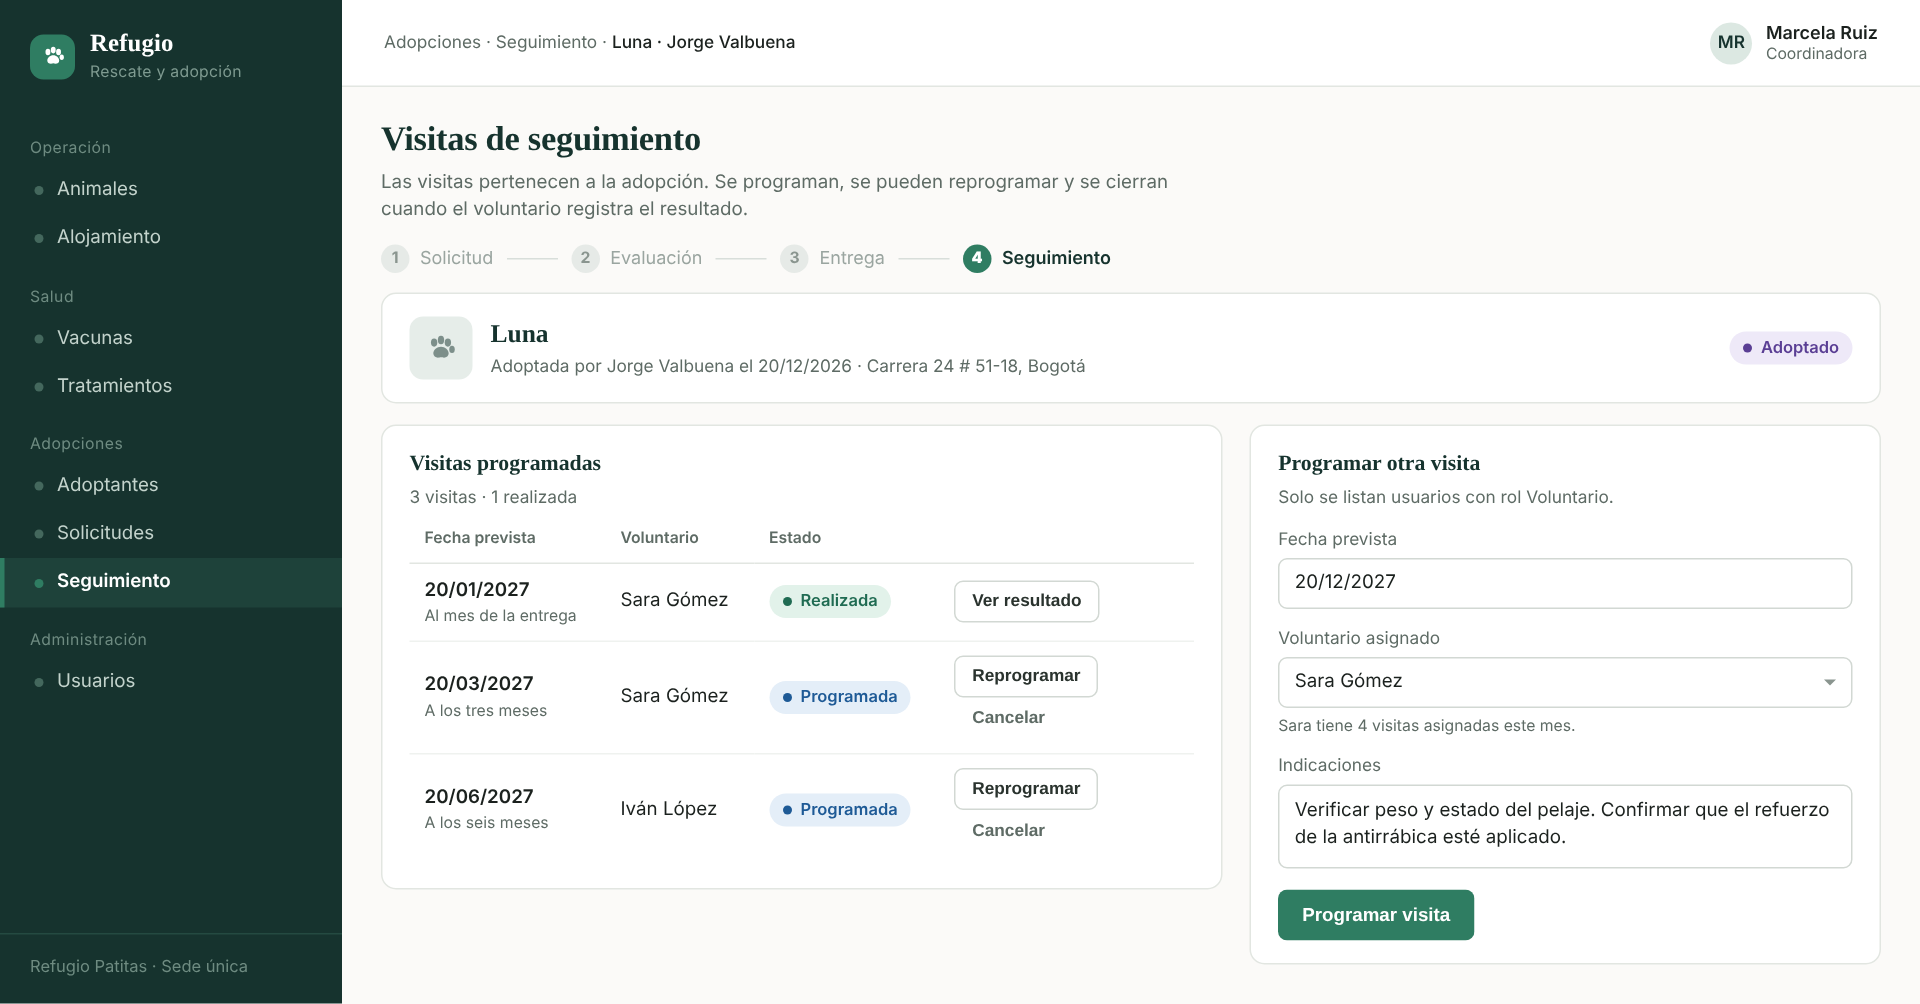 Refugio
Rescate y adopción
Operación
Animales
Alojamiento
Salud
Vacunas
Tratamientos
Adopciones
Adoptantes
Solicitudes
Seguimiento
Administración
Usuarios
Refugio Patitas · Sede única
Adopciones · Seguimiento · Luna · Jorge Valbuena
MR
Marcela Ruiz
Coordinadora
Visitas de seguimiento
Las visitas pertenecen a la adopción. Se programan, se pueden reprogramar y se cierran
cuando el voluntario registra el resultado.
1 Solicitud 2 Evaluación 3 Entrega 4 Seguimiento
Luna
Adoptada por Jorge Valbuena el 20/12/2026 · Carrera 24 # 51-18, Bogotá
Adoptado
Visitas programadas
3 visitas · 1 realizada
Fecha prevista Voluntario Estado
20/01/2027
Al mes de la entrega
Sara Gómez
Realizada
Ver resultado
20/03/2027
A los tres meses
Sara Gómez
Programada
Reprogramar
Cancelar
20/06/2027
A los seis meses
Iván López
Programada
Reprogramar
Cancelar
Programar otra visita
Solo se listan usuarios con rol Voluntario.
Fecha prevista
20/12/2027
Voluntario asignado
Sara Gómez
Sara tiene 4 visitas asignadas este mes.
Indicaciones
Verificar peso y estado del pelaje. Confirmar que el refuerzo
de la antirrábica esté aplicado.
Programar visita